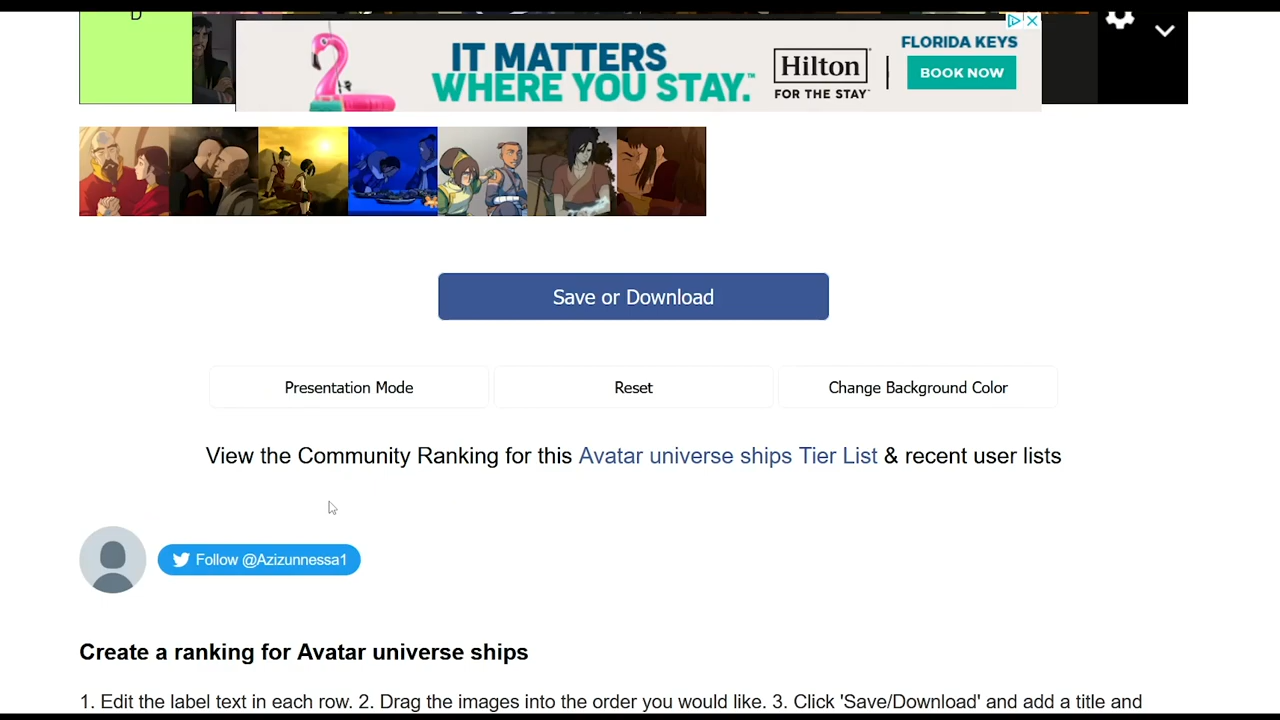 D
IT MATTERS
WHERE YOU STAY.™
Hilton
FOR THE STAY
FLORIDA KEYS
BOOK NOW
Save or Download
Presentation Mode
Reset
Change Background Color
View the Community Ranking for this Avatar universe ships Tier List & recent user lists
Follow @Azizunnessa1
Create a ranking for Avatar universe ships
1. Edit the label text in each row. 2. Drag the images into the order you would like. 3. Click 'Save/Download' and add a title and